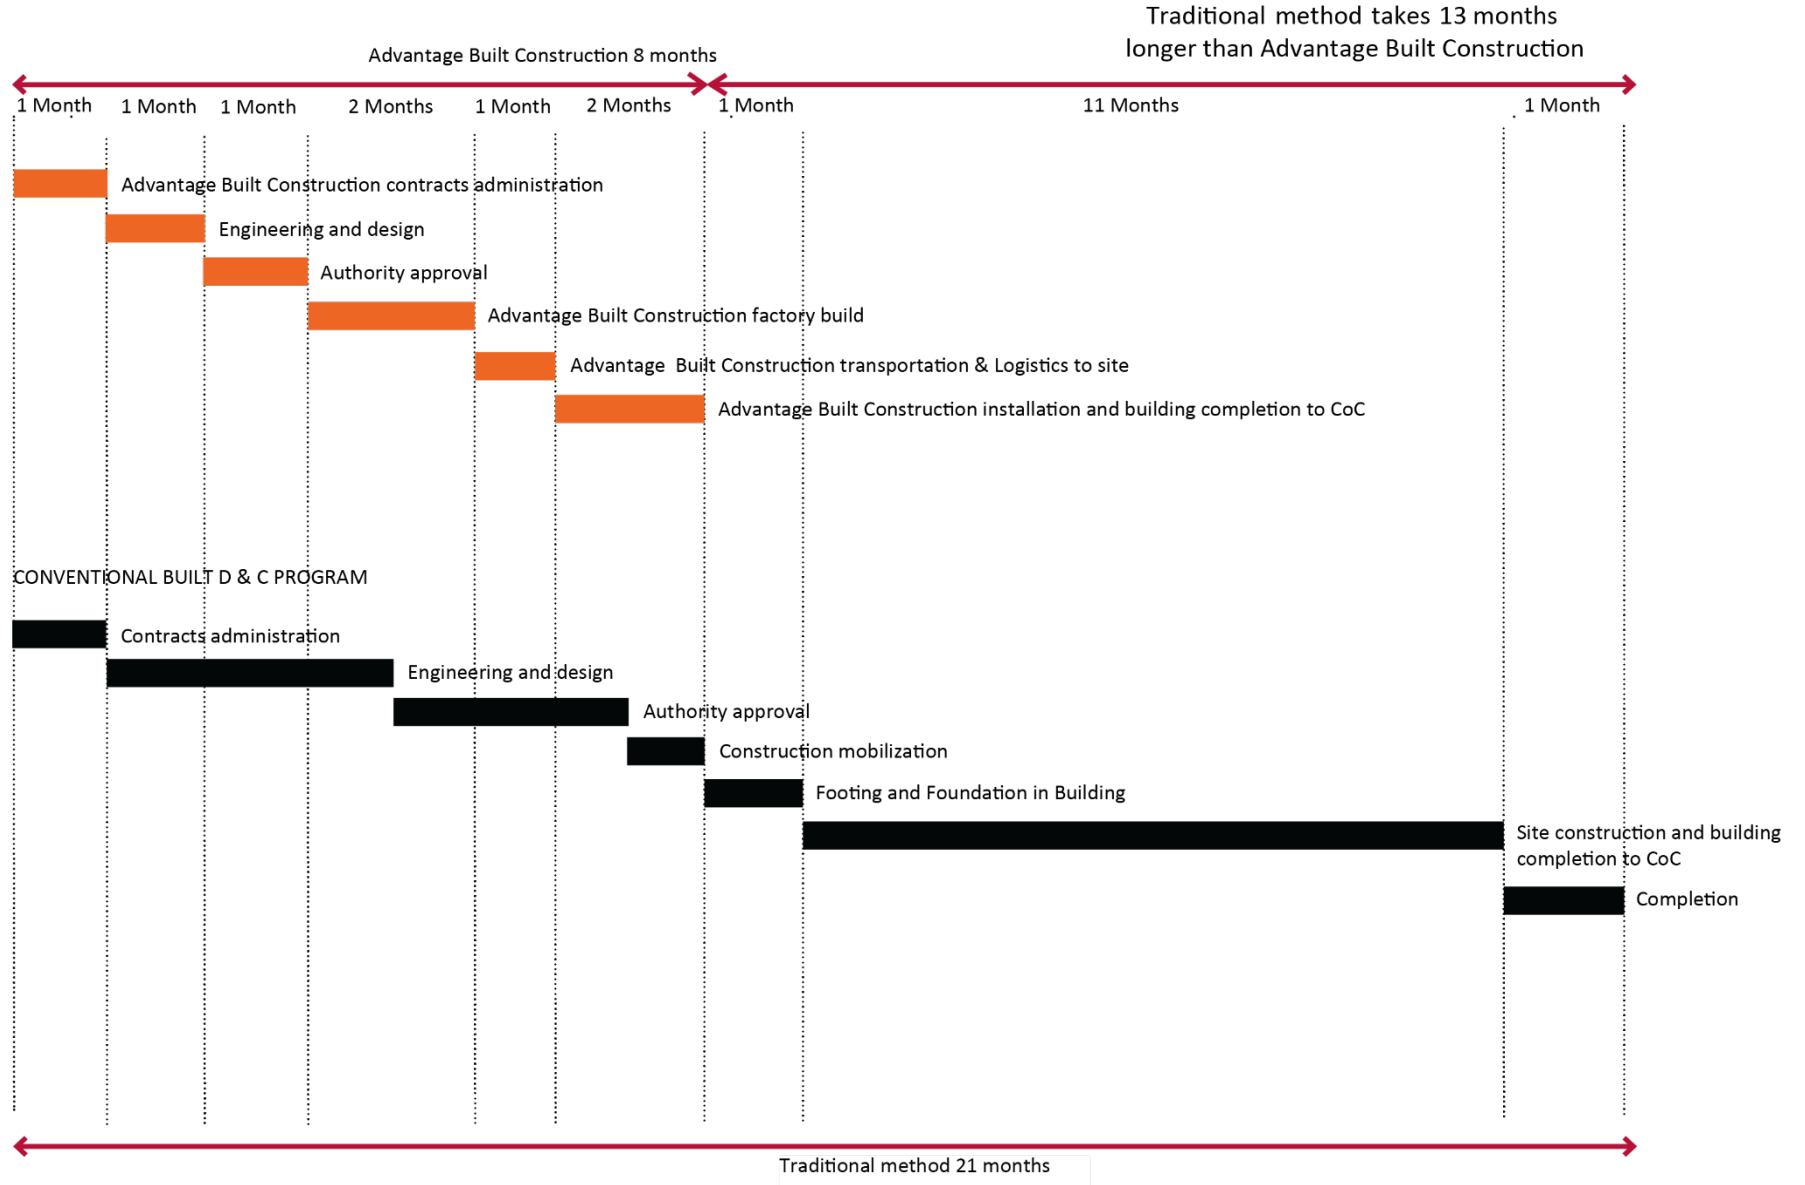 Traditional method takes 13 months
longer than Advantage Built Construction
Advantage Built Construction 8 months
1 Month 1 Month 1 Month 2 Months 1 Month 2 Months 1 Month 11 Months 1 Month
Advantage Built Construction contracts administration
Engineering and design
Authority approval
Advantage Built Construction factory build
Advantage Built Construction transportation & Logistics to site
Advantage Built Construction installation and building completion to CoC
CONVENTIONAL BUILT D & C PROGRAM
Contracts administration
Engineering and design
Authority approval
Construction mobilization
Footing and Foundation in Building
Site construction and building
completion to CoC
Completion
Traditional method 21 months